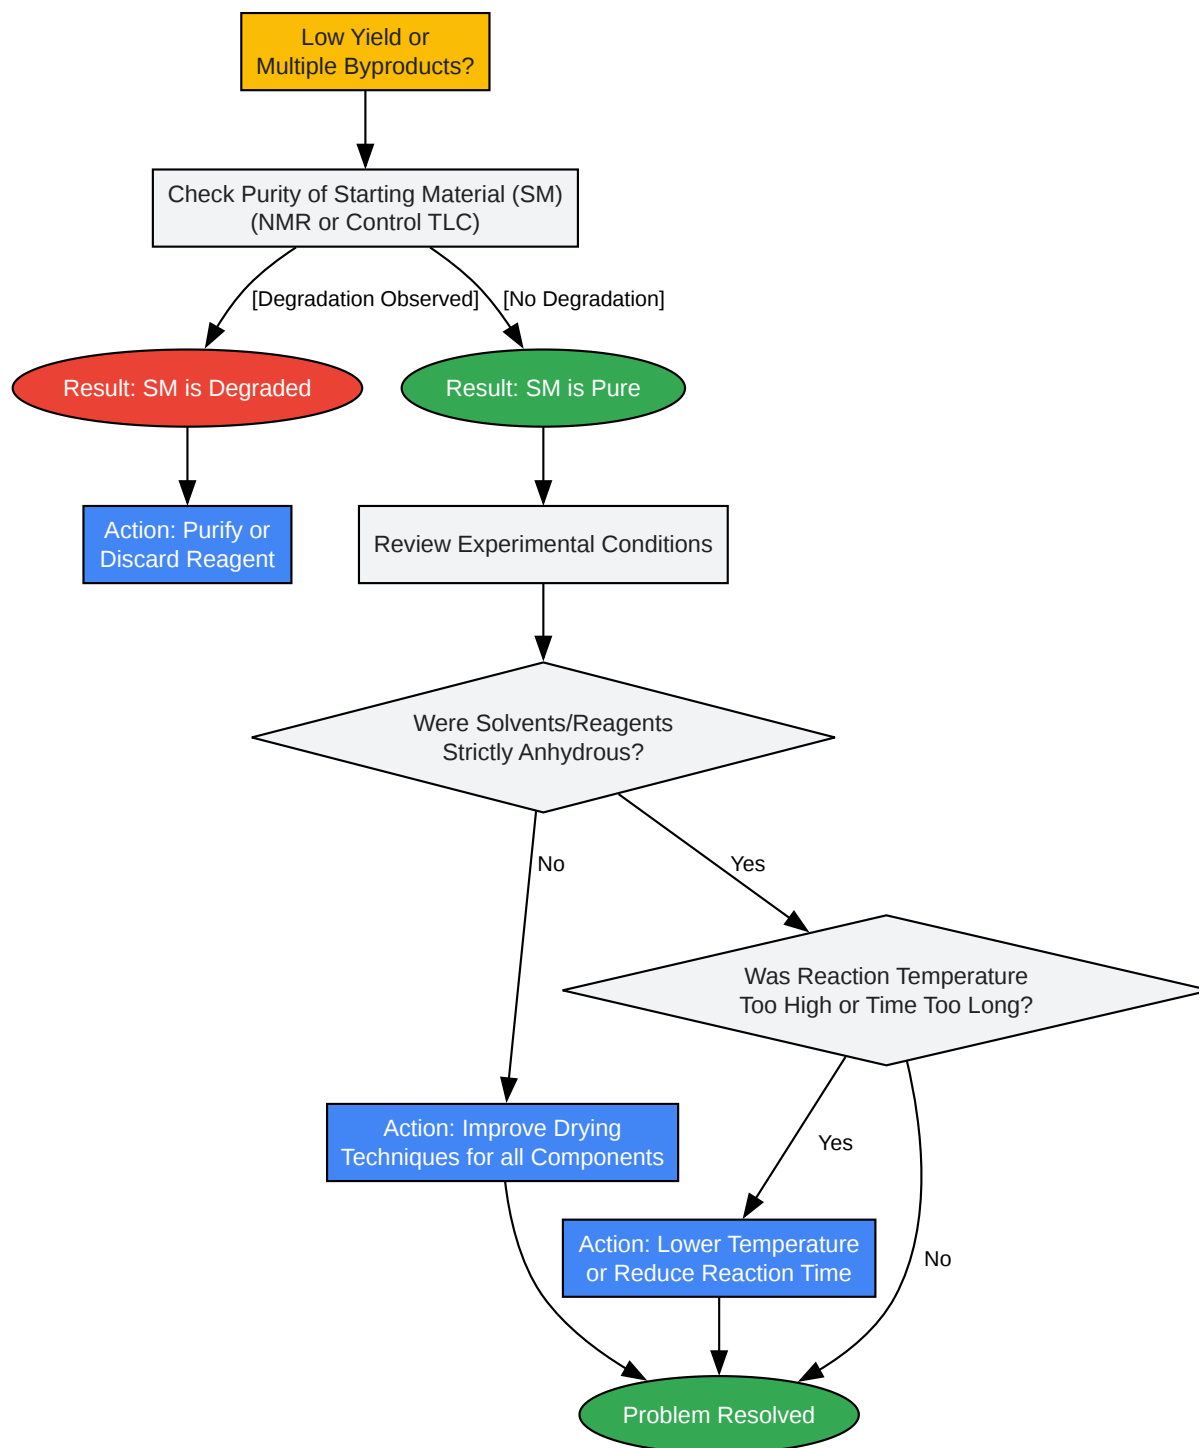 Low Yield or
Multiple Byproducts?
Check Purity of Starting Material (SM)
(NMR or Control TLC)
[Degradation Observed]
[No Degradation]
Result: SM is Degraded
Result: SM is Pure
Action: Purify or
Discard Reagent
Review Experimental Conditions
Were Solvents/Reagents
Strictly Anhydrous?
No
Yes
Was Reaction Temperature
Too High or Time Too Long?
Action: Improve Drying
Techniques for all Components
Yes
Action: Lower Temperature
or Reduce Reaction Time
No
Problem Resolved